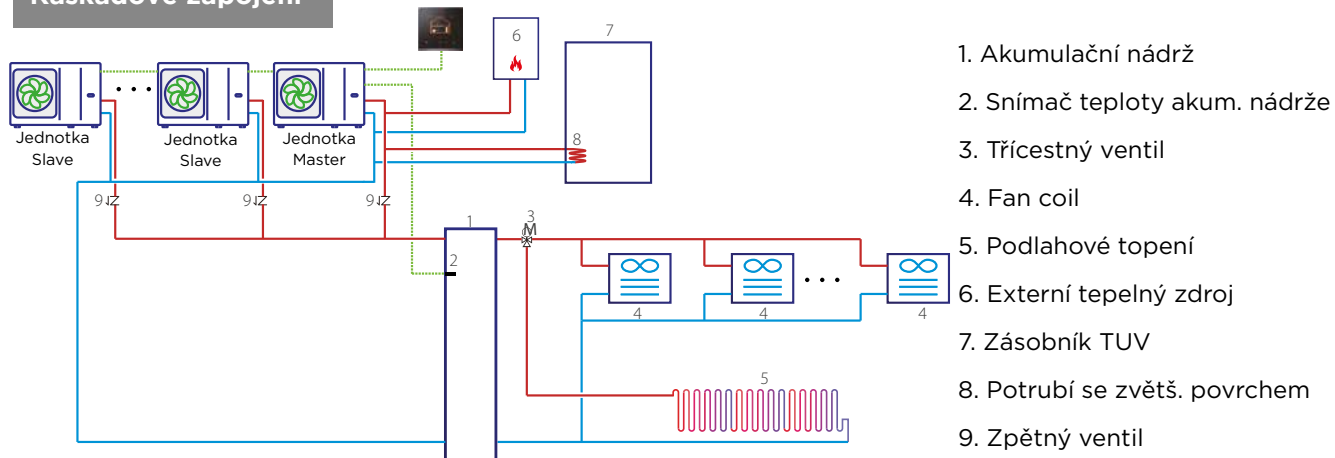 Kaskádové zapojení
6
7
Jednotka
Slave
Jednotka
Slave
Jednotka
Master
8
9
9
9
1
2
3
M
4
4
4
5
1. Akumulační nádrž
2. Snímač teploty akum. nádrže
3. Třícestný ventil
4. Fan coil
5. Podlahové topení
6. Externí tepelný zdroj
7. Zásobník TUV
8. Potrubí se zvětš. povrchem
9. Zpětný ventil